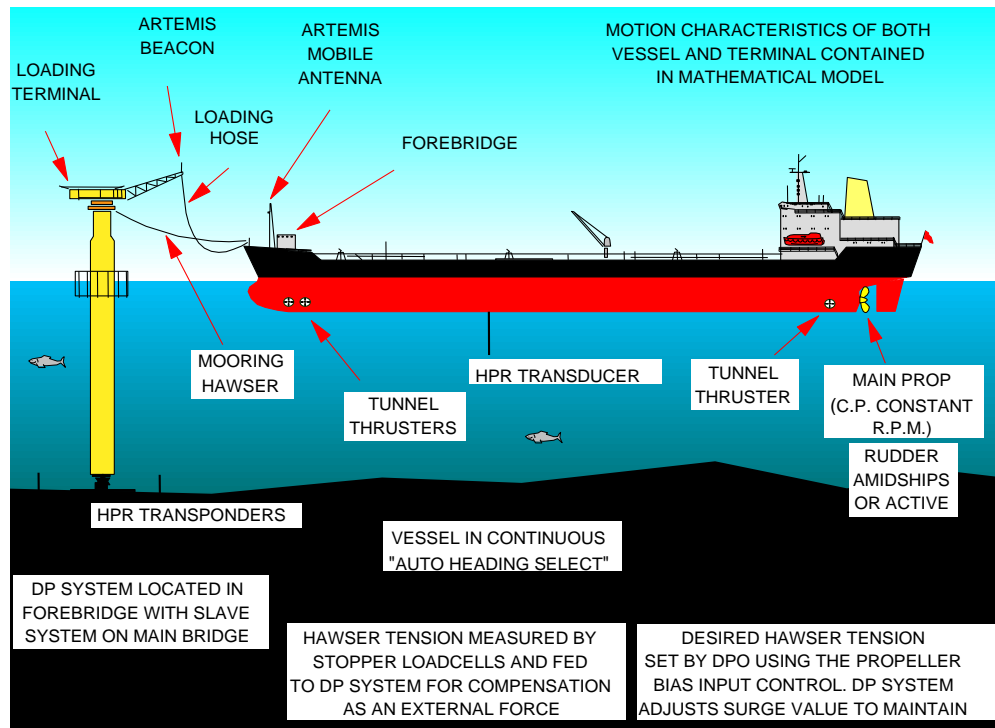 ARTEMIS
BEACON
ARTEMIS
MOBILE
ANTENNA
MOTION CHARACTERISTICS OF BOTH
VESSEL AND TERMINAL CONTAINED
IN MATHEMATICAL MODEL
LOADING
TERMINAL
LOADING
HOSE
FOREBRIDGE
MOORING
HAWSER
TUNNEL
THRUSTERS
HPR TRANSDUCER
TUNNEL
THRUSTER
MAIN PROP
(C.P. CONSTANT
R.P.M.)
RUDDER
AMIDSHIPS
OR ACTIVE
HPR TRANSPONDERS
VESSEL IN CONTINUOUS
"AUTO HEADING SELECT"
DP SYSTEM LOCATED IN
FOREBRIDGE WITH SLAVE
SYSTEM ON MAIN BRIDGE
HAWSER TENSION MEASURED BY
STOPPER LOADCELLS AND FED
TO DP SYSTEM FOR COMPENSATION
AS AN EXTERNAL FORCE
DESIRED HAWSER TENSION
SET BY DPO USING THE PROPELLER
BIAS INPUT CONTROL. DP SYSTEM
ADJUSTS SURGE VALUE TO MAINTAIN